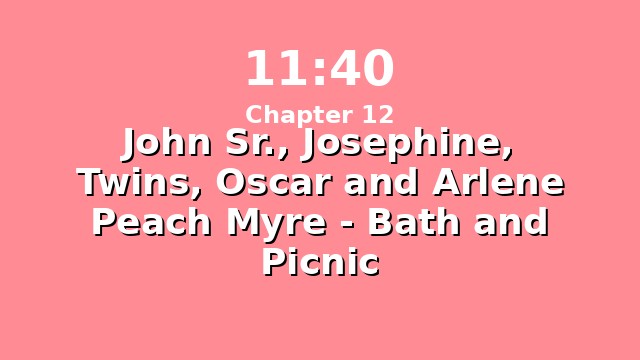 11:40
Chapter 12
John Sr., Josephine,
Twins, Oscar and Arlene
Peach Myre - Bath and
Picnic